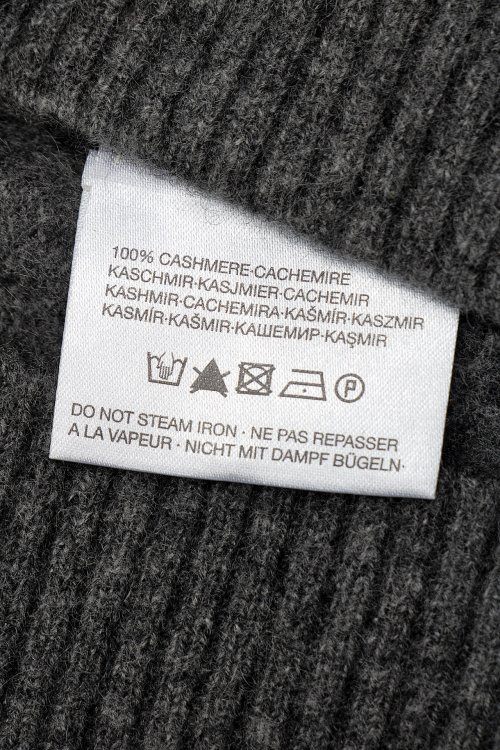 100% CASHMERE·CACHEMIRE
KASCHMIR·KASJMIER·CACHEMIR
KASHMIR·CACHEMIRA·KAŠMÍR·KASZMIR
KASMÍR·KAŠMIR·КАШЕМИР·KAŞMIR
P
DO NOT STEAM IRON · NE PAS REPASSER
A LA VAPEUR · NICHT MIT DAMPF BÜGELN·